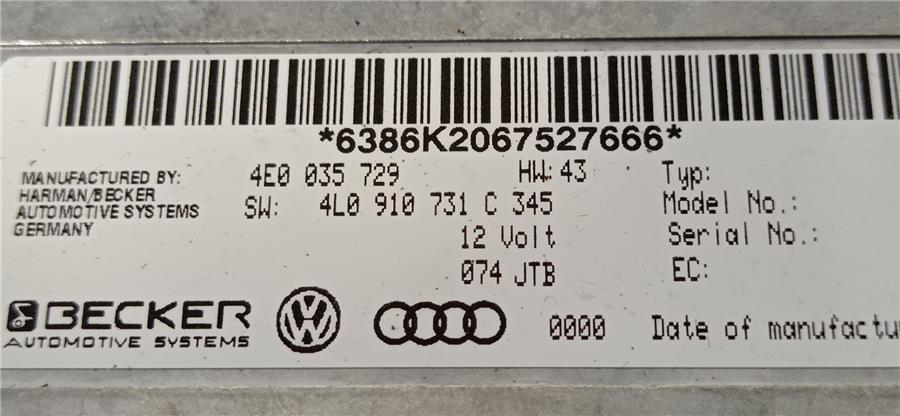 *6386K2067527666*
MANUFACTURED BY:
HARMAN/BECKER
AUTOMOTIVE SYSTEMS
GERMANY
4E0 035 729 HW:43
SW: 4L0 910 731 C 345
12 Volt
074 JTB
Typ:
Model No.:
Serial No.:
EC:
BECKER
AUTOMOTIVE SYSTEMS
0000
Date of manufactu